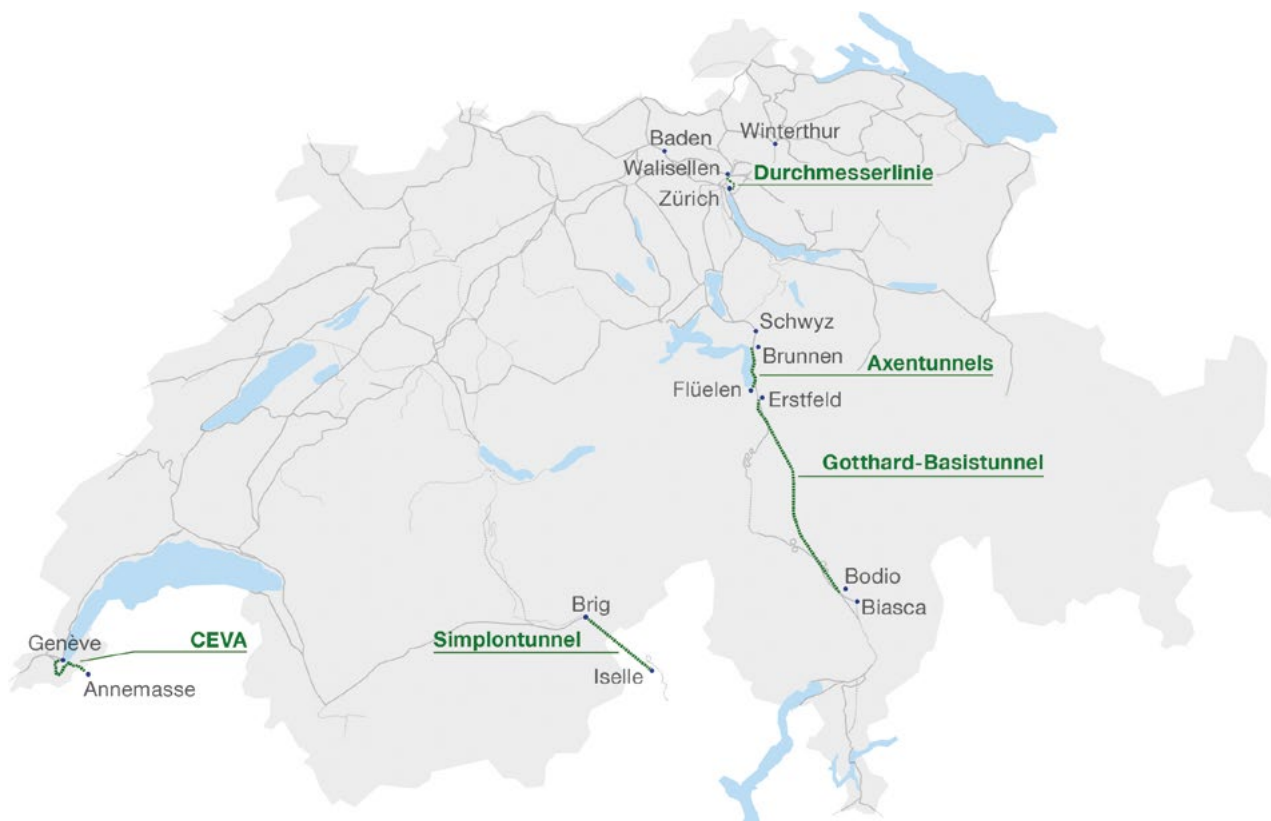 Winterthur
Baden
Walisellen
Durchmesserlinie
Zürich
Schwyz
Brunnen
Axentunnels
Flüelen
Erstfeld
Gotthard-Basistunnel
Bodio
Biasca
Brig
Genève
CEVA
Simplontunnel
Iselle
Annemasse